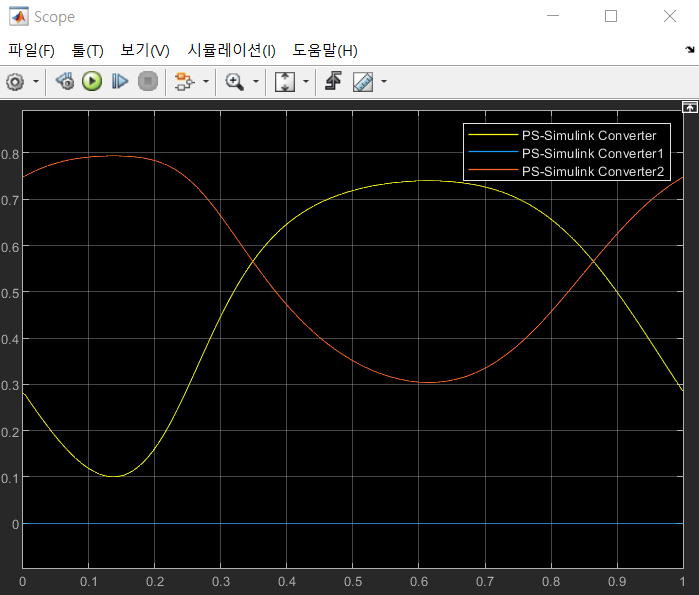 Scope
파일(F) 툴(T) 보기(V) 시뮬레이션(I) 도움말(H)
PS-Simulink Converter
PS-Simulink Converter1
PS-Simulink Converter2
0.8
0.7
0.6
0.5
0.4
0.3
0.2
0.1
0
0 0.1 0.2 0.3 0.4 0.5 0.6 0.7 0.8 0.9 1